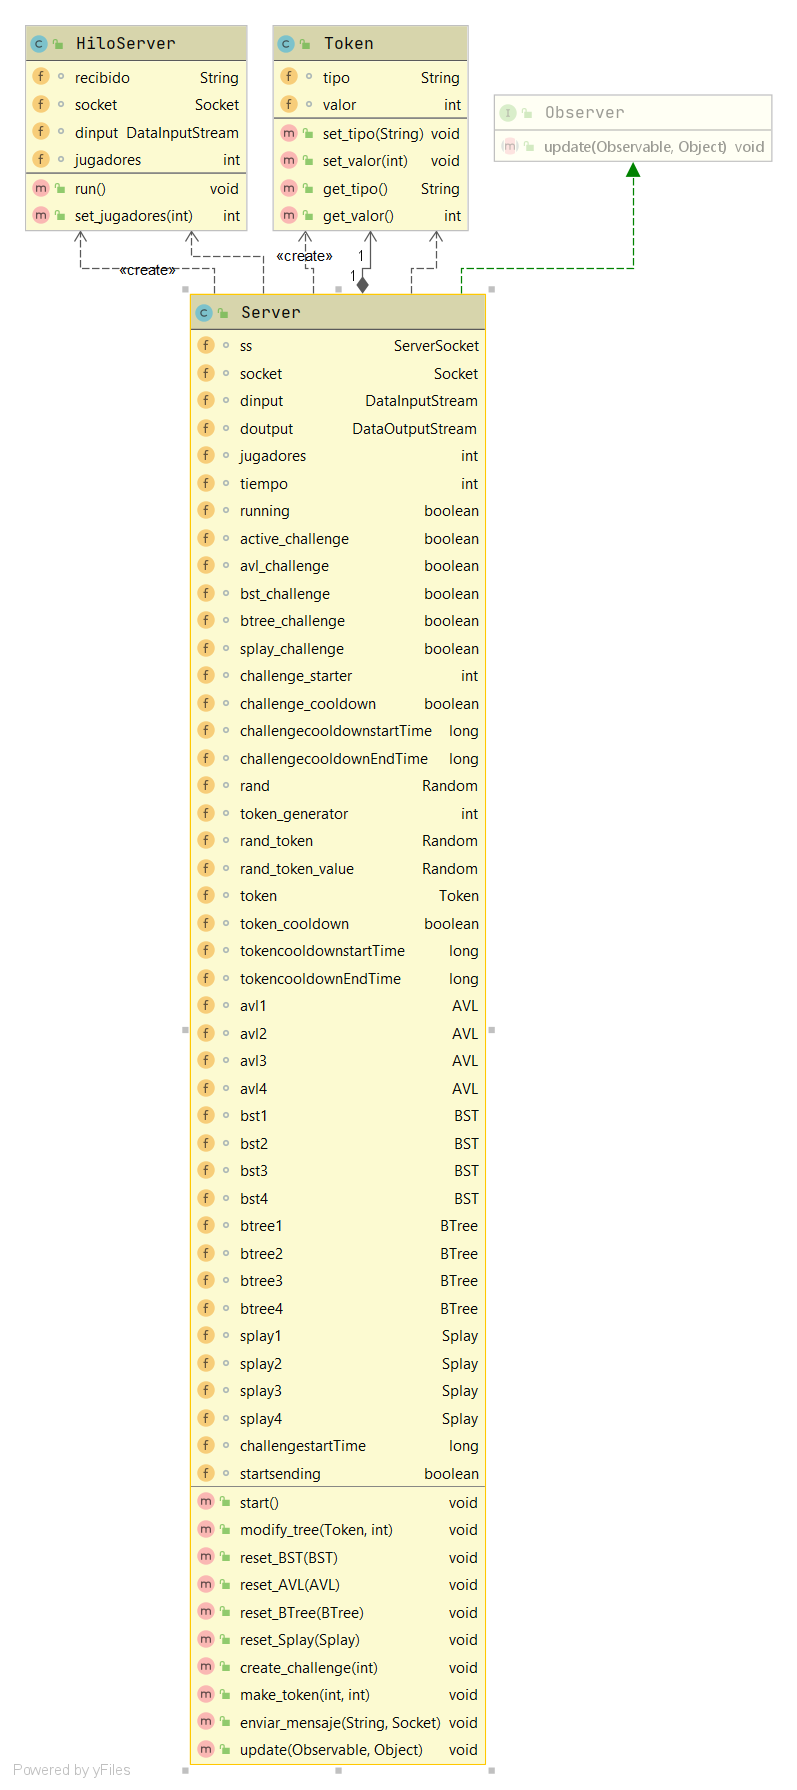 HiloServer
recibido String
socket Socket
dinput DataInputStream
jugadores int
run() void
set_jugadores(int) int
Token
tipo String
valor int
set_tipo(String) void
set_valor(int) void
get_tipo() String
get_valor() int
Observer
update(Observable, Object) void
«create»
«create»
1
1
Server
ss ServerSocket
socket Socket
dinput DataInputStream
doutput DataOutputStream
jugadores int
tiempo int
running boolean
active_challenge boolean
avl_challenge boolean
bst_challenge boolean
btree_challenge boolean
splay_challenge boolean
challenge_starter int
challenge_cooldown boolean
challengecooldownstartTime long
challengecooldownEndTime long
rand Random
token_generator int
rand_token Random
rand_token_value Random
token Token
token_cooldown boolean
tokencooldownstartTime long
tokencooldownEndTime long
avl1 AVL
avl2 AVL
avl3 AVL
avl4 AVL
bst1 BST
bst2 BST
bst3 BST
bst4 BST
btree1 BTree
btree2 BTree
btree3 BTree
btree4 BTree
splay1 Splay
splay2 Splay
splay3 Splay
splay4 Splay
challengestartTime long
startsending boolean
start() void
modify_tree(Token, int) void
reset_BST(BST) void
reset_AVL(AVL) void
reset_BTree(BTree) void
reset_Splay(Splay) void
create_challenge(int) void
make_token(int, int) void
enviar_mensaje(String, Socket) void
update(Observable, Object) void
Powered by yFiles